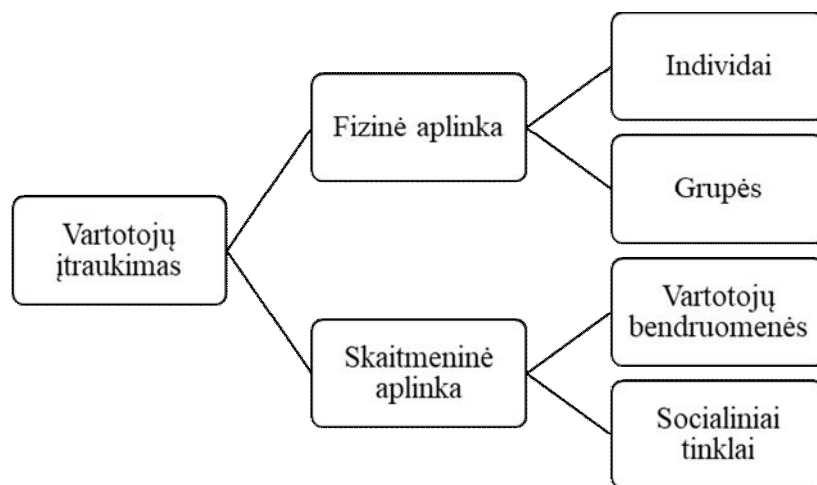 Vartotojų
įtraukimas
Fizinė aplinka
Individai
Grupės
Skaitmeninė
aplinka
Vartotojų
bendruomenės
Socialiniai
tinklai